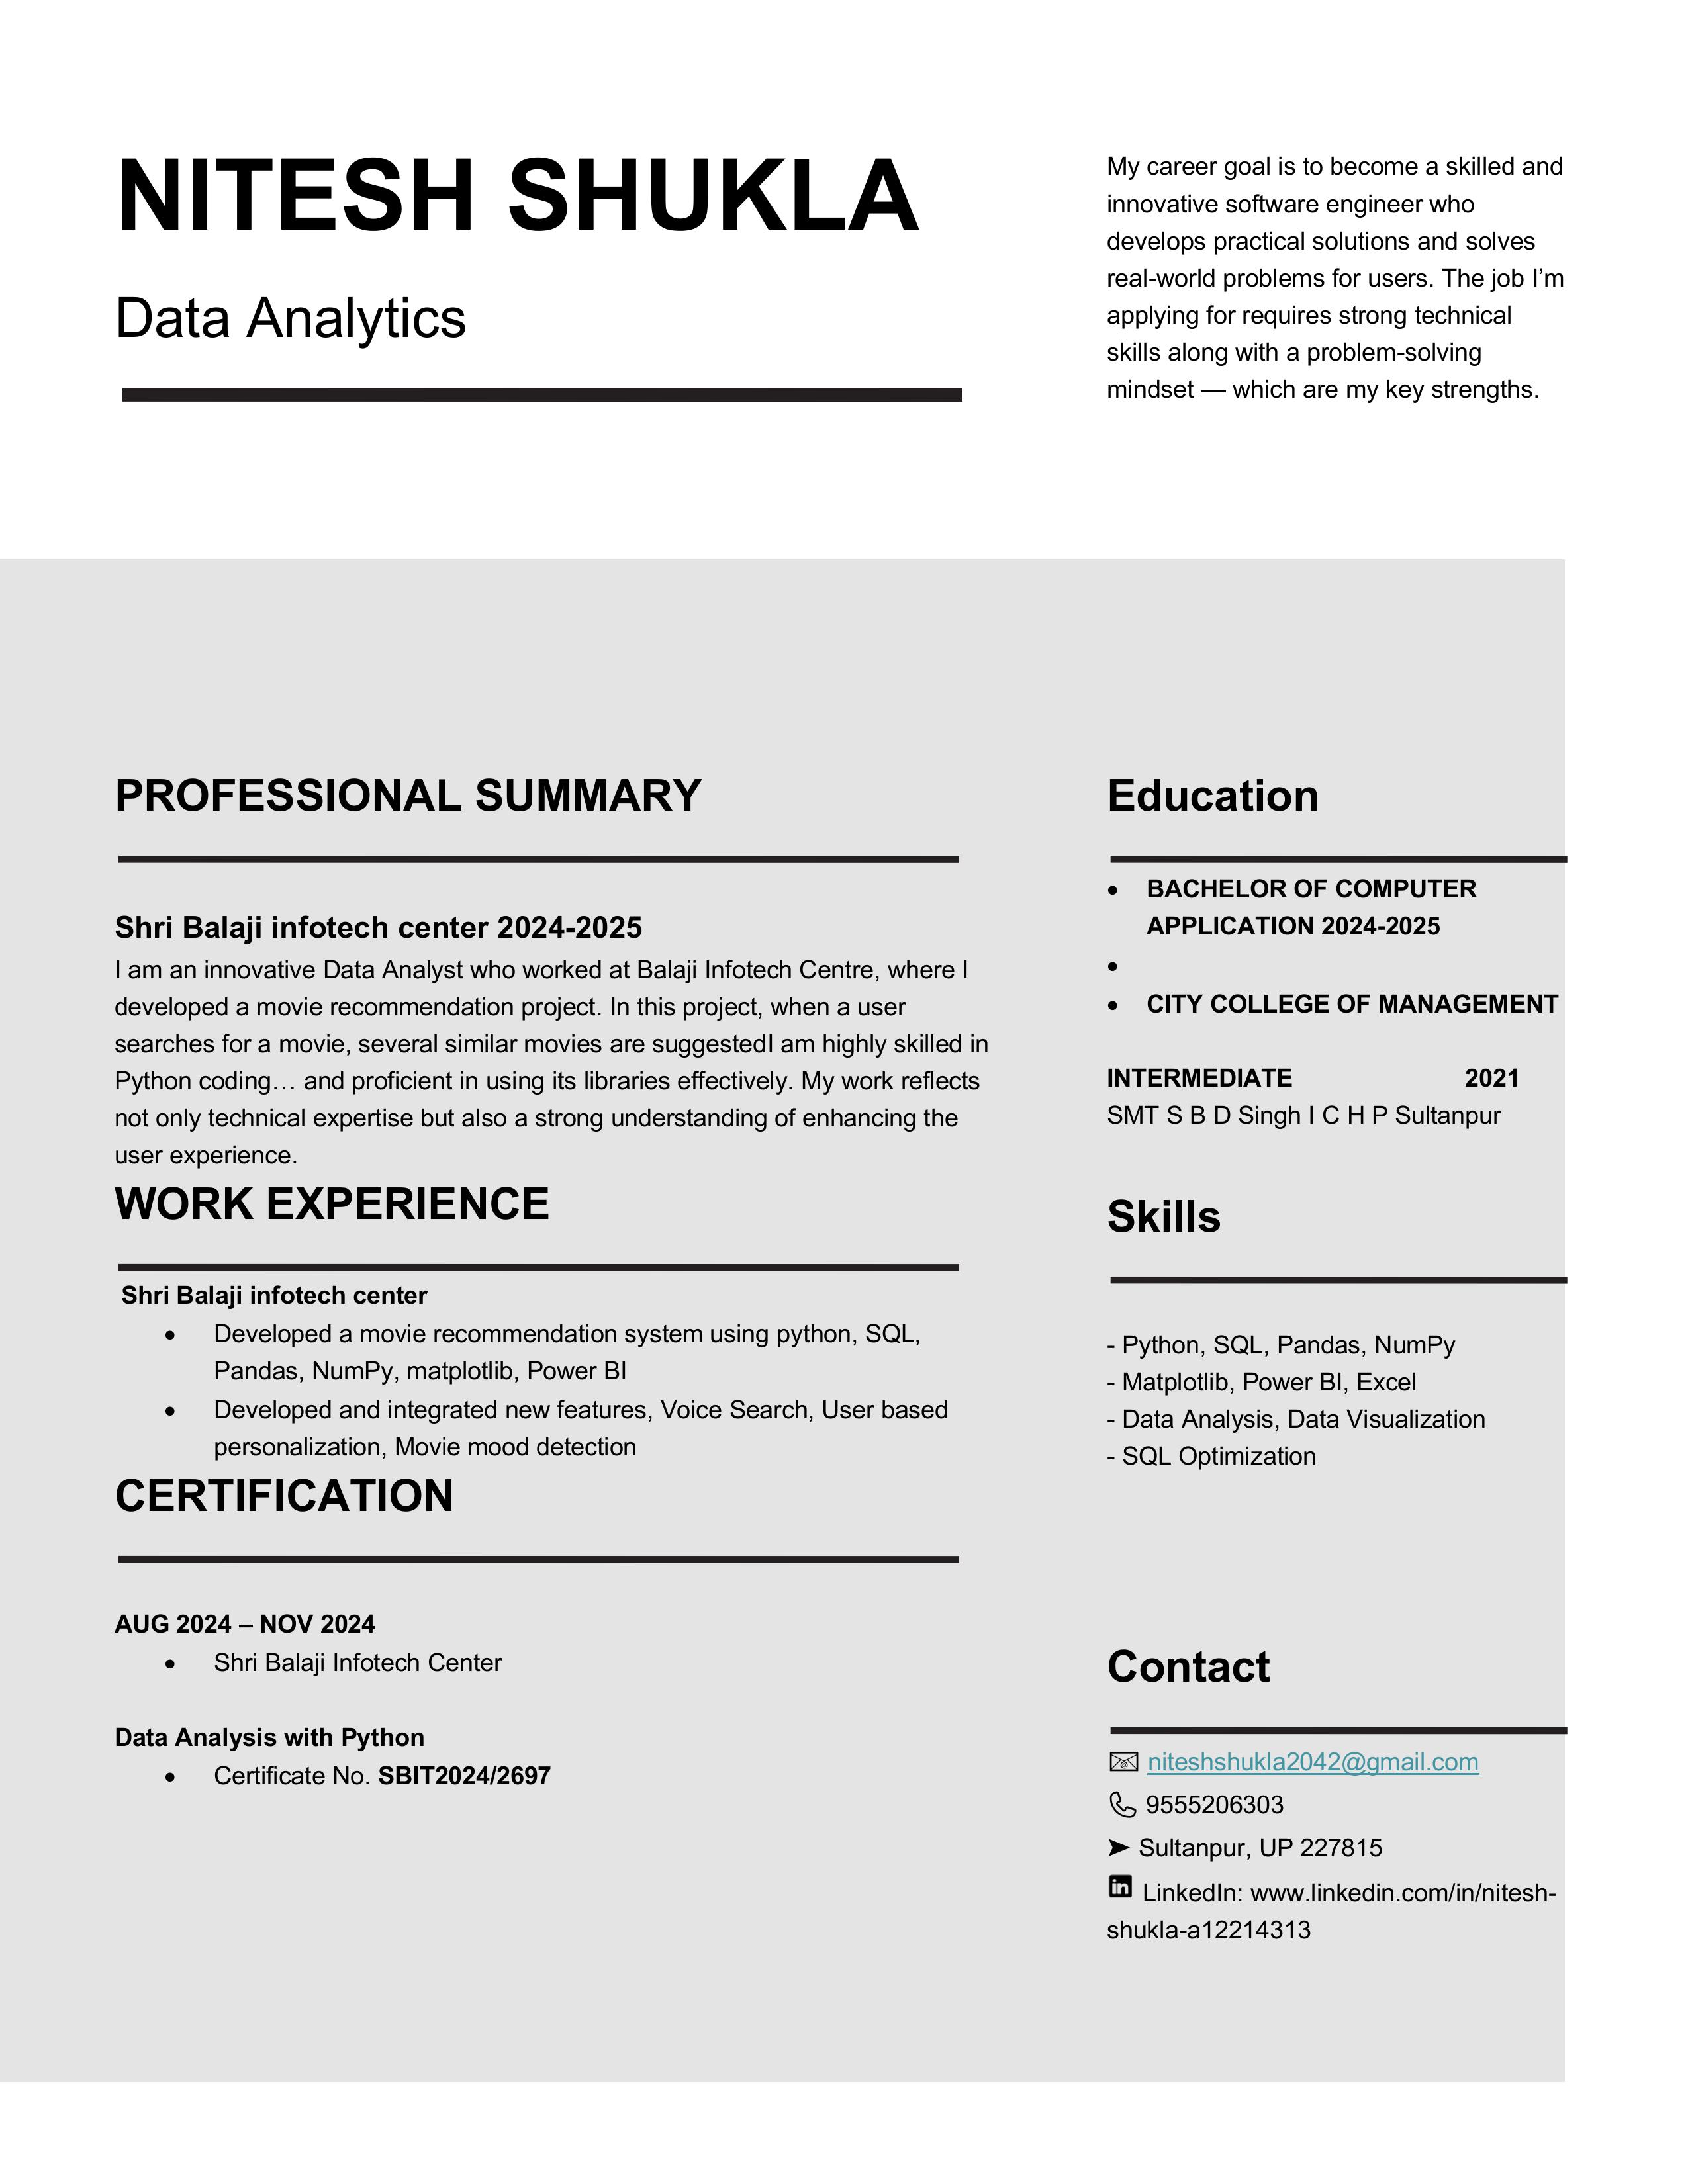 NITESH SHUKLA
Data Analytics
My career goal is to become a skilled and
innovative software engineer who
develops practical solutions and solves
real-world problems for users. The job I’m
applying for requires strong technical
skills along with a problem-solving
mindset — which are my key strengths.
PROFESSIONAL SUMMARY
Shri Balaji infotech center 2024-2025
I am an innovative Data Analyst who worked at Balaji Infotech Centre, where I
developed a movie recommendation project. In this project, when a user
searches for a movie, several similar movies are suggestedI am highly skilled in
Python coding… and proficient in using its libraries effectively. My work reflects
not only technical expertise but also a strong understanding of enhancing the
user experience.
WORK EXPERIENCE
Shri Balaji infotech center
• Developed a movie recommendation system using python, SQL,
Pandas, NumPy, matplotlib, Power BI
• Developed and integrated new features, Voice Search, User based
personalization, Movie mood detection
CERTIFICATION
AUG 2024 – NOV 2024
• Shri Balaji Infotech Center
Data Analysis with Python
• Certificate No. SBIT2024/2697
Education
• BACHELOR OF COMPUTER
APPLICATION 2024-2025
•
• CITY COLLEGE OF MANAGEMENT
INTERMEDIATE 2021
SMT S B D Singh I C H P Sultanpur
Skills
- Python, SQL, Pandas, NumPy
- Matplotlib, Power BI, Excel
- Data Analysis, Data Visualization
- SQL Optimization
Contact
niteshshukla2042@gmail.com
9555206303
➤ Sultanpur, UP 227815
in LinkedIn: www.linkedin.com/in/nitesh-
shukla-a12214313